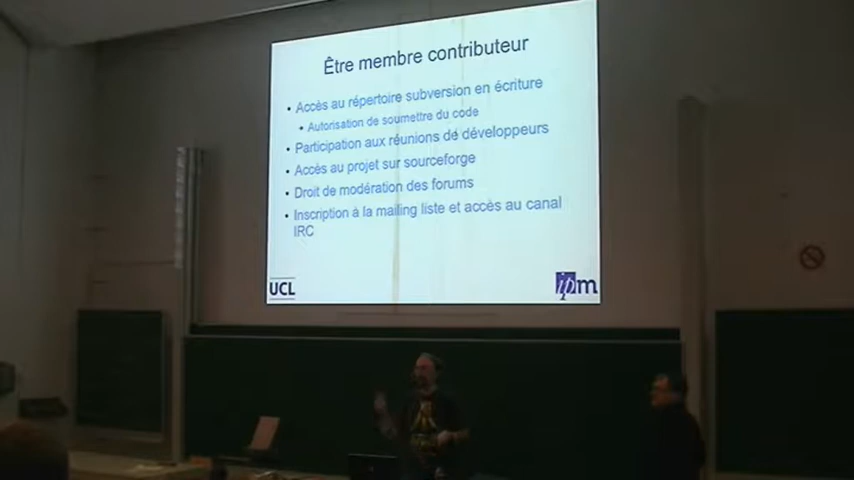 Être membre contributeur
• Accès au répertoire subversion en écriture
• Autorisation de soumettre du code
• Participation aux réunions de développeurs
• Accès au projet sur sourceforge
• Droit de modération des forums
• Inscription à la mailing liste et accès au canal
IRC
UCL
ipm